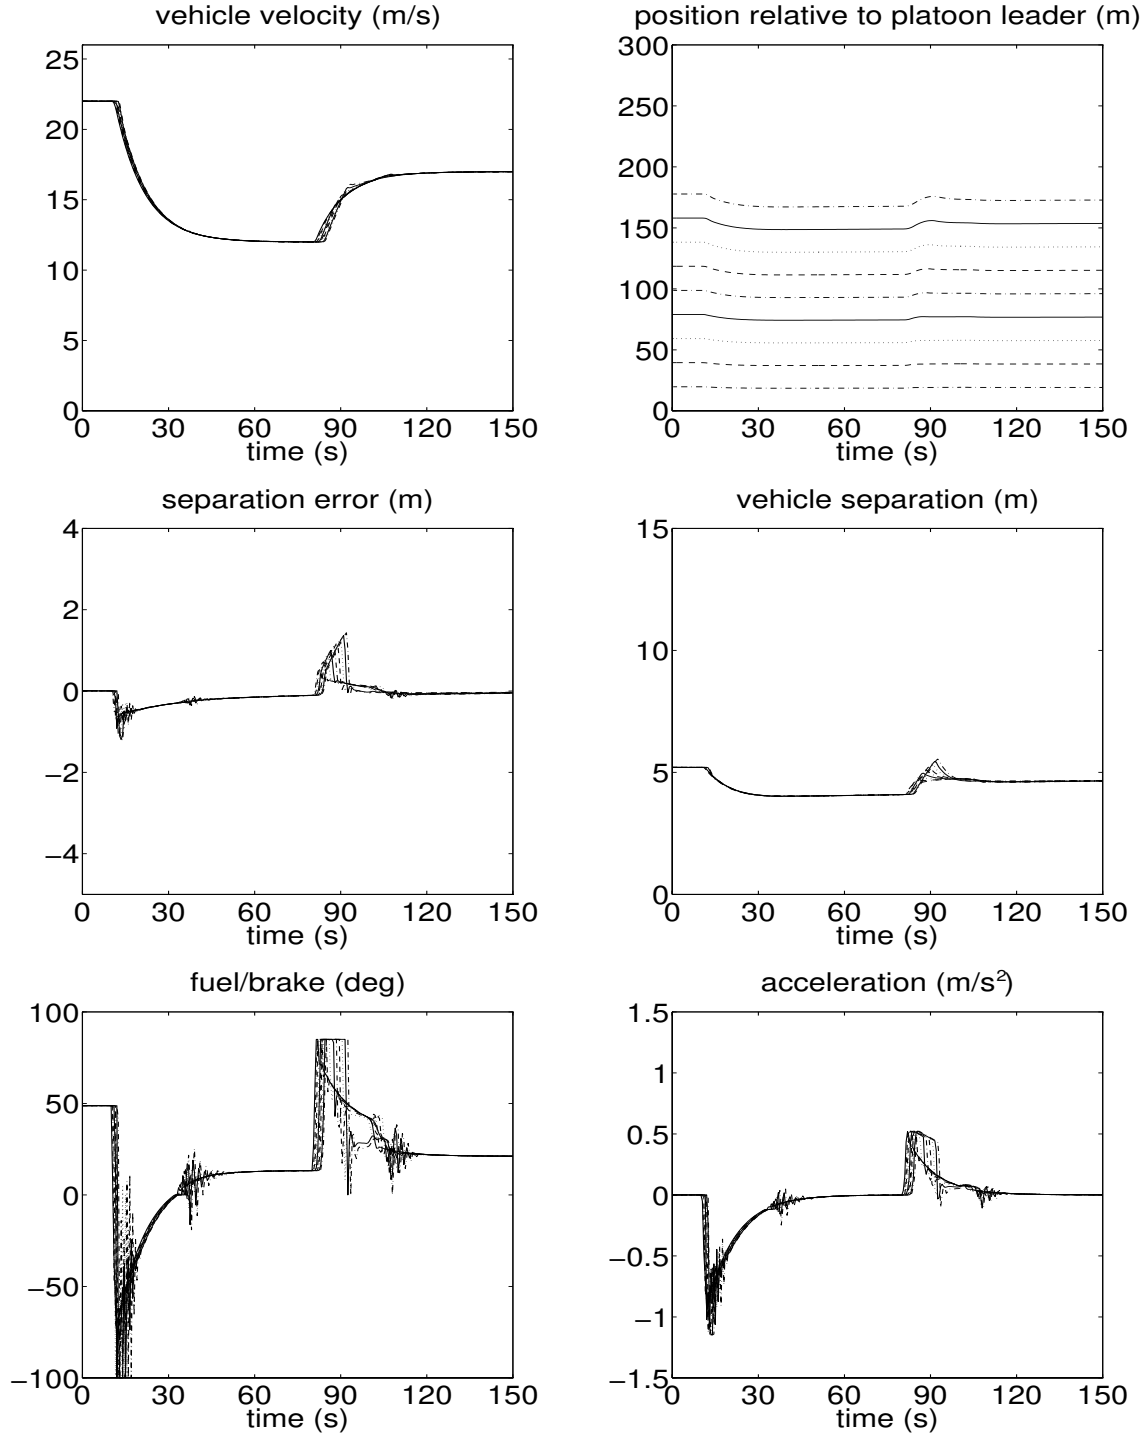 vehicle velocity (m/s)
25
20
15
10
5
0
0 30 60 90 120 150
time (s)
position relative to platoon leader (m)
300
250
200
150
100
50
0
0 30 60 90 120 150
time (s)
separation error (m)
4
2
0
−2
−4
0 30 60 90 120 150
time (s)
vehicle separation (m)
15
10
5
0
0 30 60 90 120 150
time (s)
fuel/brake (deg)
100
50
0
−50
−100
0 30 60 90 120 150
time (s)
acceleration (m/s²)
1.5
1
0.5
0
−0.5
−1
−1.5
0 30 60 90 120 150
time (s)